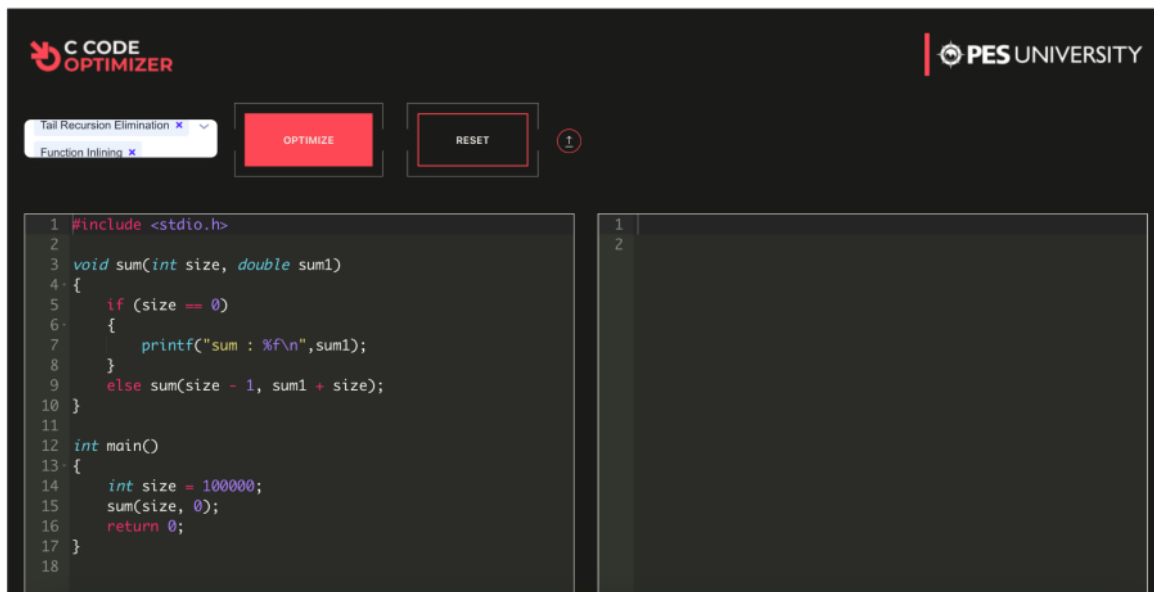 C CODE
OPTIMIZER
PES UNIVERSITY
Tail Recursion Elimination ×
Function Inlining ×
OPTIMIZE
RESET
1 #include <stdio.h>
2
3 void sum(int size, double sum1)
4 {
5     if (size == 0)
6     {
7         printf("sum : %f\n",sum1);
8     }
9     else sum(size - 1, sum1 + size);
10 }
11
12 int main()
13 {
14     int size = 100000;
15     sum(size, 0);
16     return 0;
17 }
18
1
2